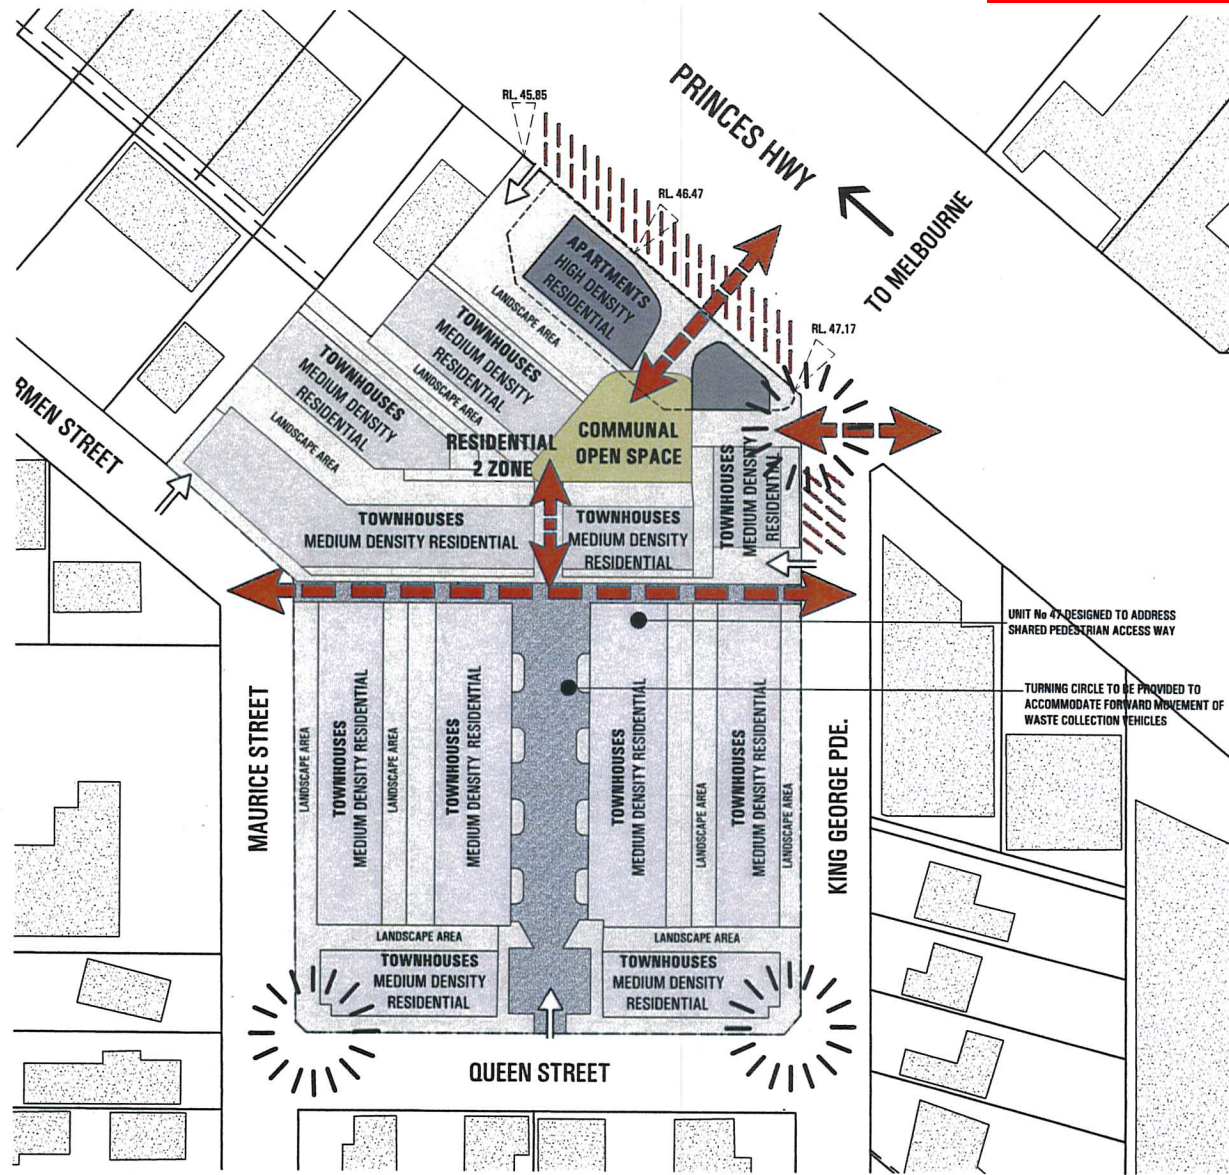 RL. 45.85
PRINCES HWY
RL. 46.47
TO MELBOURNE
APARTMENTS
HIGH DENSITY
RESIDENTIAL
LANDSCAPE AREA
RL. 47.17
TOWNHOUSES
MEDIUM DENSITY
RESIDENTIAL
LANDSCAPE AREA
TOWNHOUSES
MEDIUM DENSITY
RESIDENTIAL
LANDSCAPE AREA
RMEN STREET
RESIDENTIAL
2 ZONE
COMMUNAL
OPEN SPACE
TOWNHOUSES
MEDIUM DENSITY
RESIDENTIAL
TOWNHOUSES
MEDIUM DENSITY RESIDENTIAL
TOWNHOUSES
MEDIUM DENSITY
RESIDENTIAL
UNIT No 47 DESIGNED TO ADDRESS
SHARED PEDESTRIAN ACCESS WAY
TURNING CIRCLE TO BE PROVIDED TO
ACCOMMODATE FORWARD MOVEMENT OF
WASTE COLLECTION VEHICLES
MAURICE STREET
LANDSCAPE AREA
TOWNHOUSES
MEDIUM DENSITY RESIDENTIAL
LANDSCAPE AREA
TOWNHOUSES
MEDIUM DENSITY RESIDENTIAL
TOWNHOUSES
MEDIUM DENSITY RESIDENTIAL
LANDSCAPE AREA
TOWNHOUSES
MEDIUM DENSITY RESIDENTIAL
LANDSCAPE AREA
KING GEORGE PDE.
LANDSCAPE AREA
LANDSCAPE AREA
TOWNHOUSES
MEDIUM DENSITY
RESIDENTIAL
TOWNHOUSES
MEDIUM DENSITY
RESIDENTIAL
QUEEN STREET